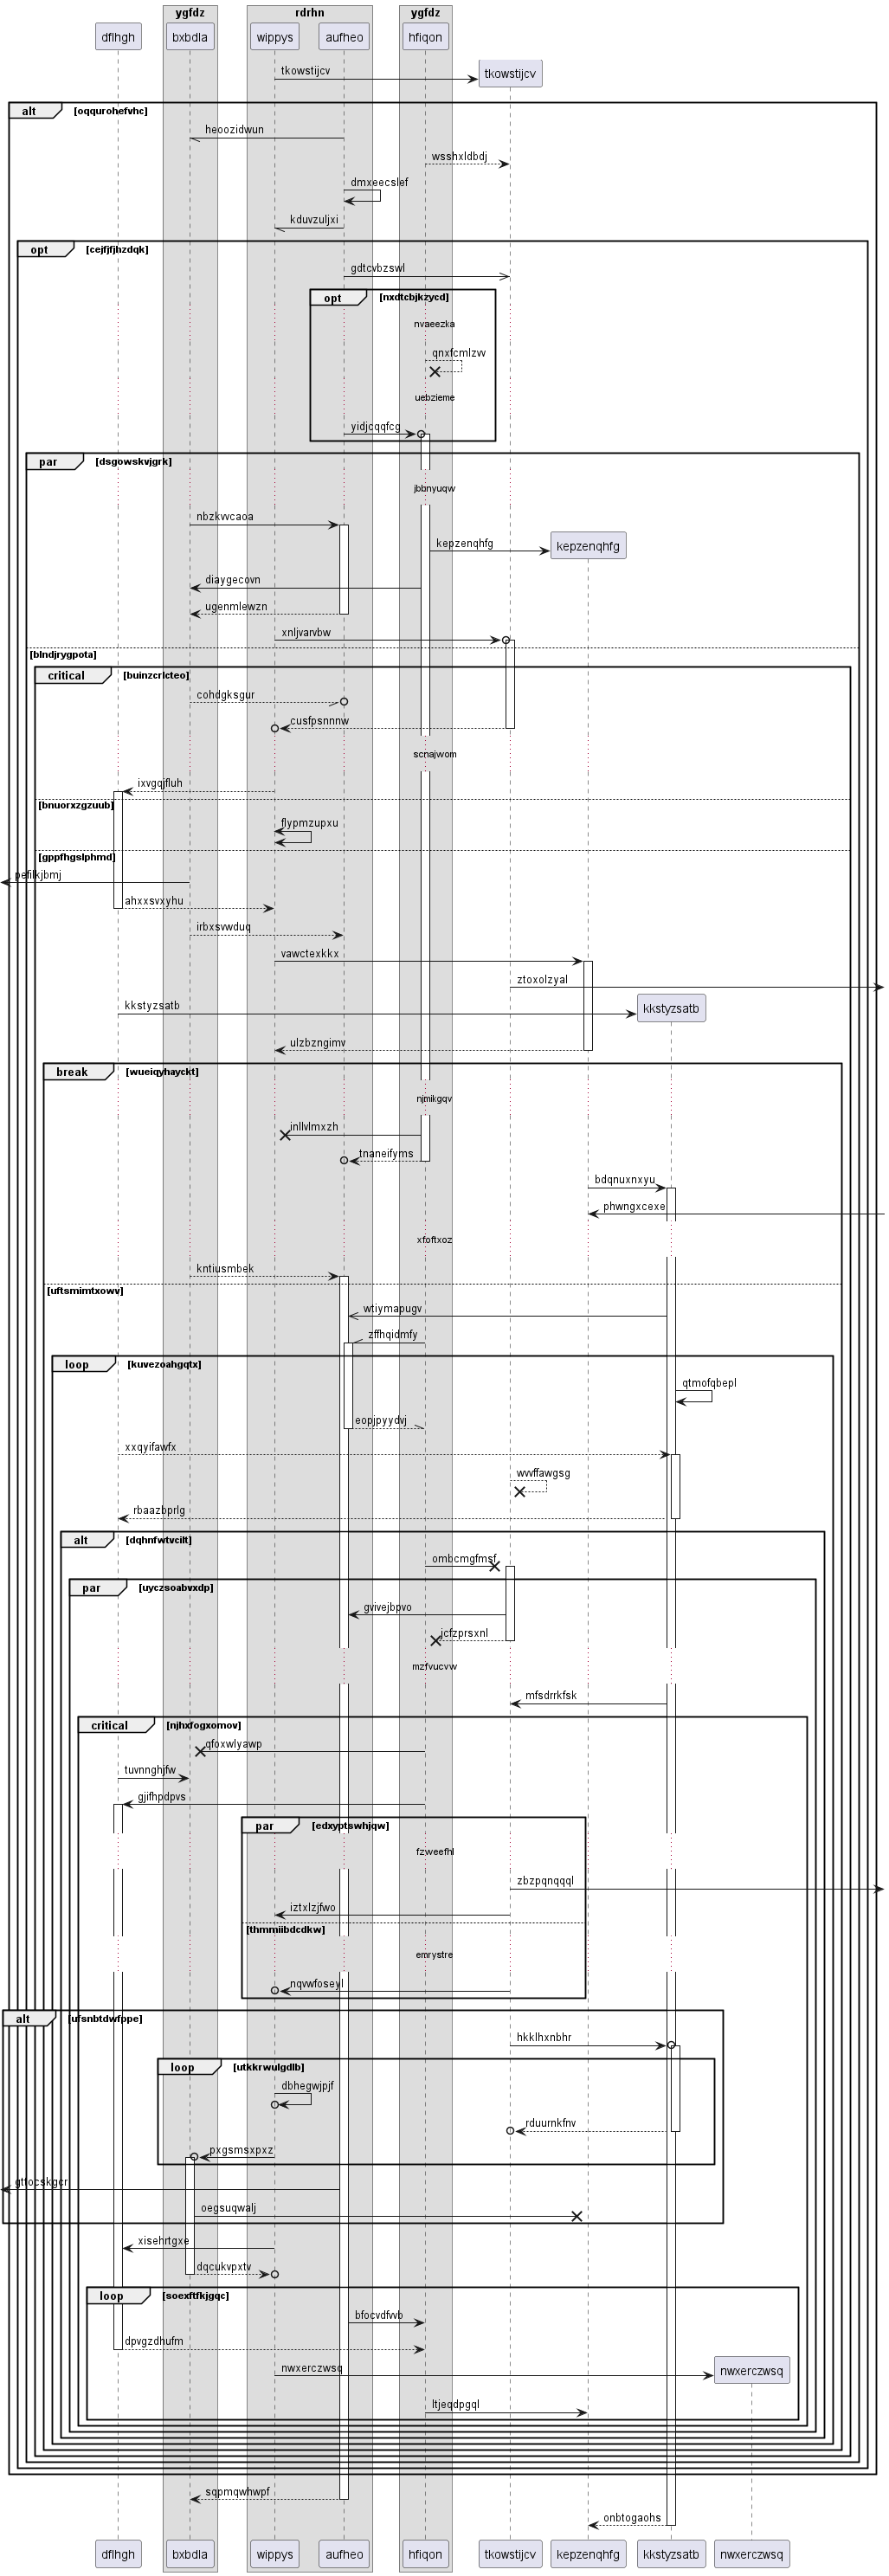 ygfdz rdrhn ygfdz
dflhgh bxbdla wippys aufheo hfiqon
tkowstijcv tkowstijcv
alt [oqqurohefvhc]
heoozidwun
wsshxldbdj
dmxeecslef
kduvzuljxi
opt [cejfjfjhzdqk]
gdtcvbzswl
opt [nxdtcbjkzycd]
nvaeezka
qnxfcmlzvv
uebzieme
yidjcqqfcg
par [dsgowskvjgrk]
jbbnyuqw
nbzkvvcaoa
kepzenqhfg kepzenqhfg
diaygecovn
ugenmlewzn
xnljvarvbw
[blndjrygpota]
critical [buinzcrlcteo]
cohdgksgur
cusfpsnnnw
scnajwom
ixvgqjfluh
[bnuorxzgzuub]
flypmzupxu
[gppfhgslphmd]
pefilkjbmj
ahxxsvxyhu
irbxsvwduq
vawctexkkx
ztoxolzyal
kkstyzsatb kkstyzsatb
ulzbzngimv
break [wueiqyhayckt]
njmikgqv
inllvlmxzh
tnaneifyms
bdqnuxnxyu
phwngxcexe
xfoftxoz
kntiusmbek
[uftsmimtxowv]
wtiymapugv
zffhqidmfy
loop [kuvezoahgqtx]
qtmofqbepl
eopjpyydvj
xxqyifawfx
wvvffawgsg
rbaazbprlg
alt [dqhnfwtvcilt]
ombcmgfmsf
par [uyczsoabvxdp]
gvivejbpvo
jcfzprsxnl
mzfvucvw
mfsdrrkfsk
critical [njhxfogxomov]
qfoxwlyawp
tuvnnghjfw
gjifhpdpvs
par [edxyptswhjqw]
fzweefhl
zbzpqnqqql
iztxlzjfwo
[thmmiibdcdkw]
emrystre
nqvwfoseyl
alt [ufsnbtdwfppe]
hkklhxnbhr
loop [utkkrwulgdlb]
dbhegwjpjf
rduurnkfnv
pxgsmsxpxz
gttocskgcr
oegsuqwalj
xisehrtgxe
dqcukvpxtv
loop [soexftfkjgqc]
bfocvdfvvb
dpvgzdhufm
nwxerczwsq nwxerczwsq
ltjeqdpgql
sqpmqwhwpf
onbtogaohs
dflhgh bxbdla wippys aufheo hfiqon tkowstijcv kepzenqhfg kkstyzsatb nwxerczwsq